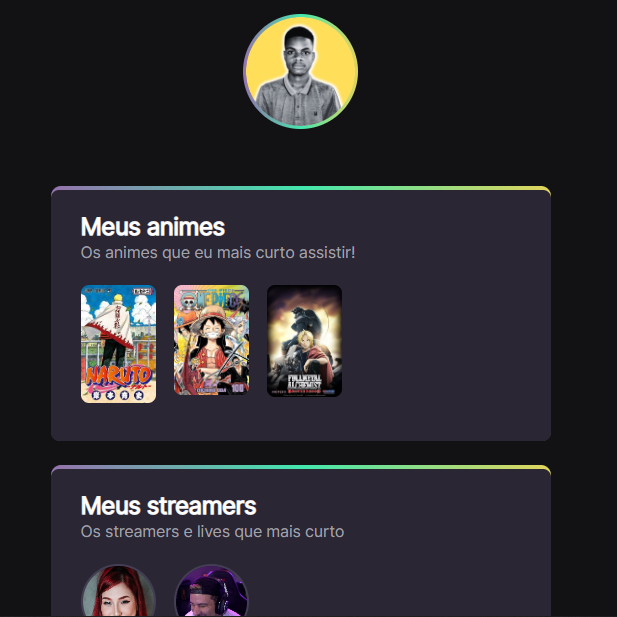 Meus animes
Os animes que eu mais curto assistir!
NARUTO
ONE PIECE
100
FULLMETAL
ALCHEMIST
Meus streamers
Os streamers e lives que mais curto